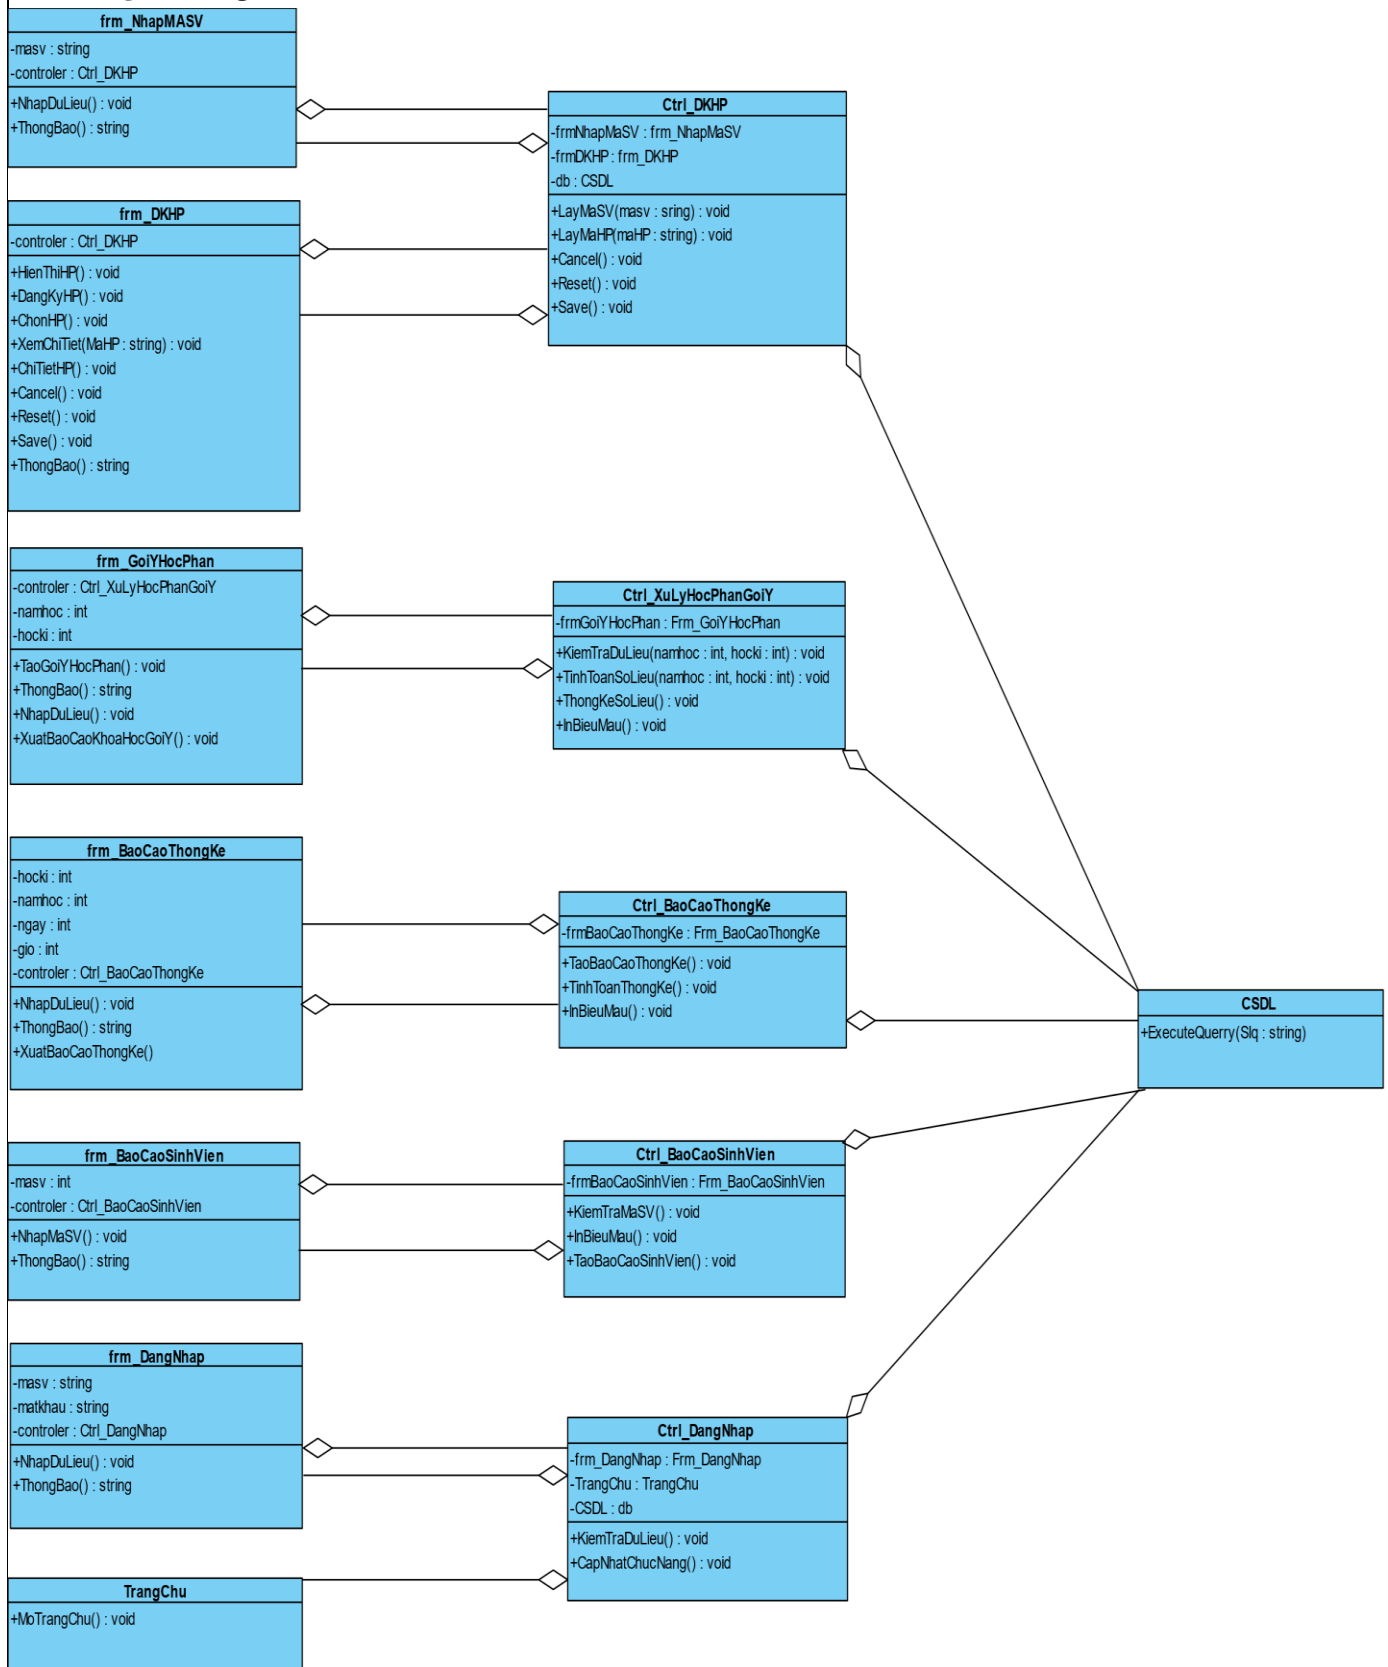 frm_NhapMASV
-masv : string
-controler : Ctrl_DKHP
+NhapDuLieu() : void
+ThongBao() : string
Ctrl_DKHP
-frmNhapMaSV : frm_NhapMaSV
-frmDKHP : frm_DKHP
-db : CSDL
+LayMaSV(masv : sring) : void
+LayMaHP(maHP : string) : void
+Cancel() : void
+Reset() : void
+Save() : void
frm_DKHP
-controler : Ctrl_DKHP
+HienThiHP() : void
+DangKyHP() : void
+ChonHP() : void
+XemChiTiet(MaHP : string) : void
+ChiTietHP() : void
+Cancel() : void
+Reset() : void
+Save() : void
+ThongBao() : string
frm_GoiYHocPhan
-controler : Ctrl_XuLyHocPhanGoiY
-namhoc : int
-hocki : int
+TaoGoiYHocPhan() : void
+ThongBao() : string
+NhapDuLieu() : void
+XuatBaoCaoKhoaHocGoiY() : void
Ctrl_XuLyHocPhanGoiY
-frmGoiYHocPhan : Frm_GoiYHocPhan
+KiemTraDuLieu(namhoc : int, hocki : int) : void
+TinhToanSoLieu(namhoc : int, hocki : int) : void
+ThongKeSoLieu() : void
+InBieuMau() : void
frm_BaoCaoThongKe
-hocki : int
-namhoc : int
-ngay : int
-gio : int
-controler : Ctrl_BaoCaoThongKe
+NhapDuLieu() : void
+ThongBao() : string
+XuatBaoCaoThongKe()
Ctrl_BaoCaoThongKe
-frmBaoCaoThongKe : Frm_BaoCaoThongKe
+TaoBaoCaoThongKe() : void
+TinhToanThongKe() : void
+InBieuMau() : void
CSDL
+ExecuteQuerry(Slq : string)
frm_BaoCaoSinhVien
-masv : int
-controler : Ctrl_BaoCaoSinhVien
+NhapMaSV() : void
+ThongBao() : string
Ctrl_BaoCaoSinhVien
-frmBaoCaoSinhVien : Frm_BaoCaoSinhVien
+KiemTraMaSV() : void
+InBieuMau() : void
+TaoBaoCaoSinhVien() : void
frm_DangNhap
-masv : string
-matkhau : string
-controler : Ctrl_DangNhap
+NhapDuLieu() : void
+ThongBao() : string
Ctrl_DangNhap
-frm_DangNhap : Frm_DangNhap
-TrangChu : TrangChu
-CSDL : db
+KiemTraDuLieu() : void
+CapNhatChucNang() : void
TrangChu
+MoTrangChu() : void